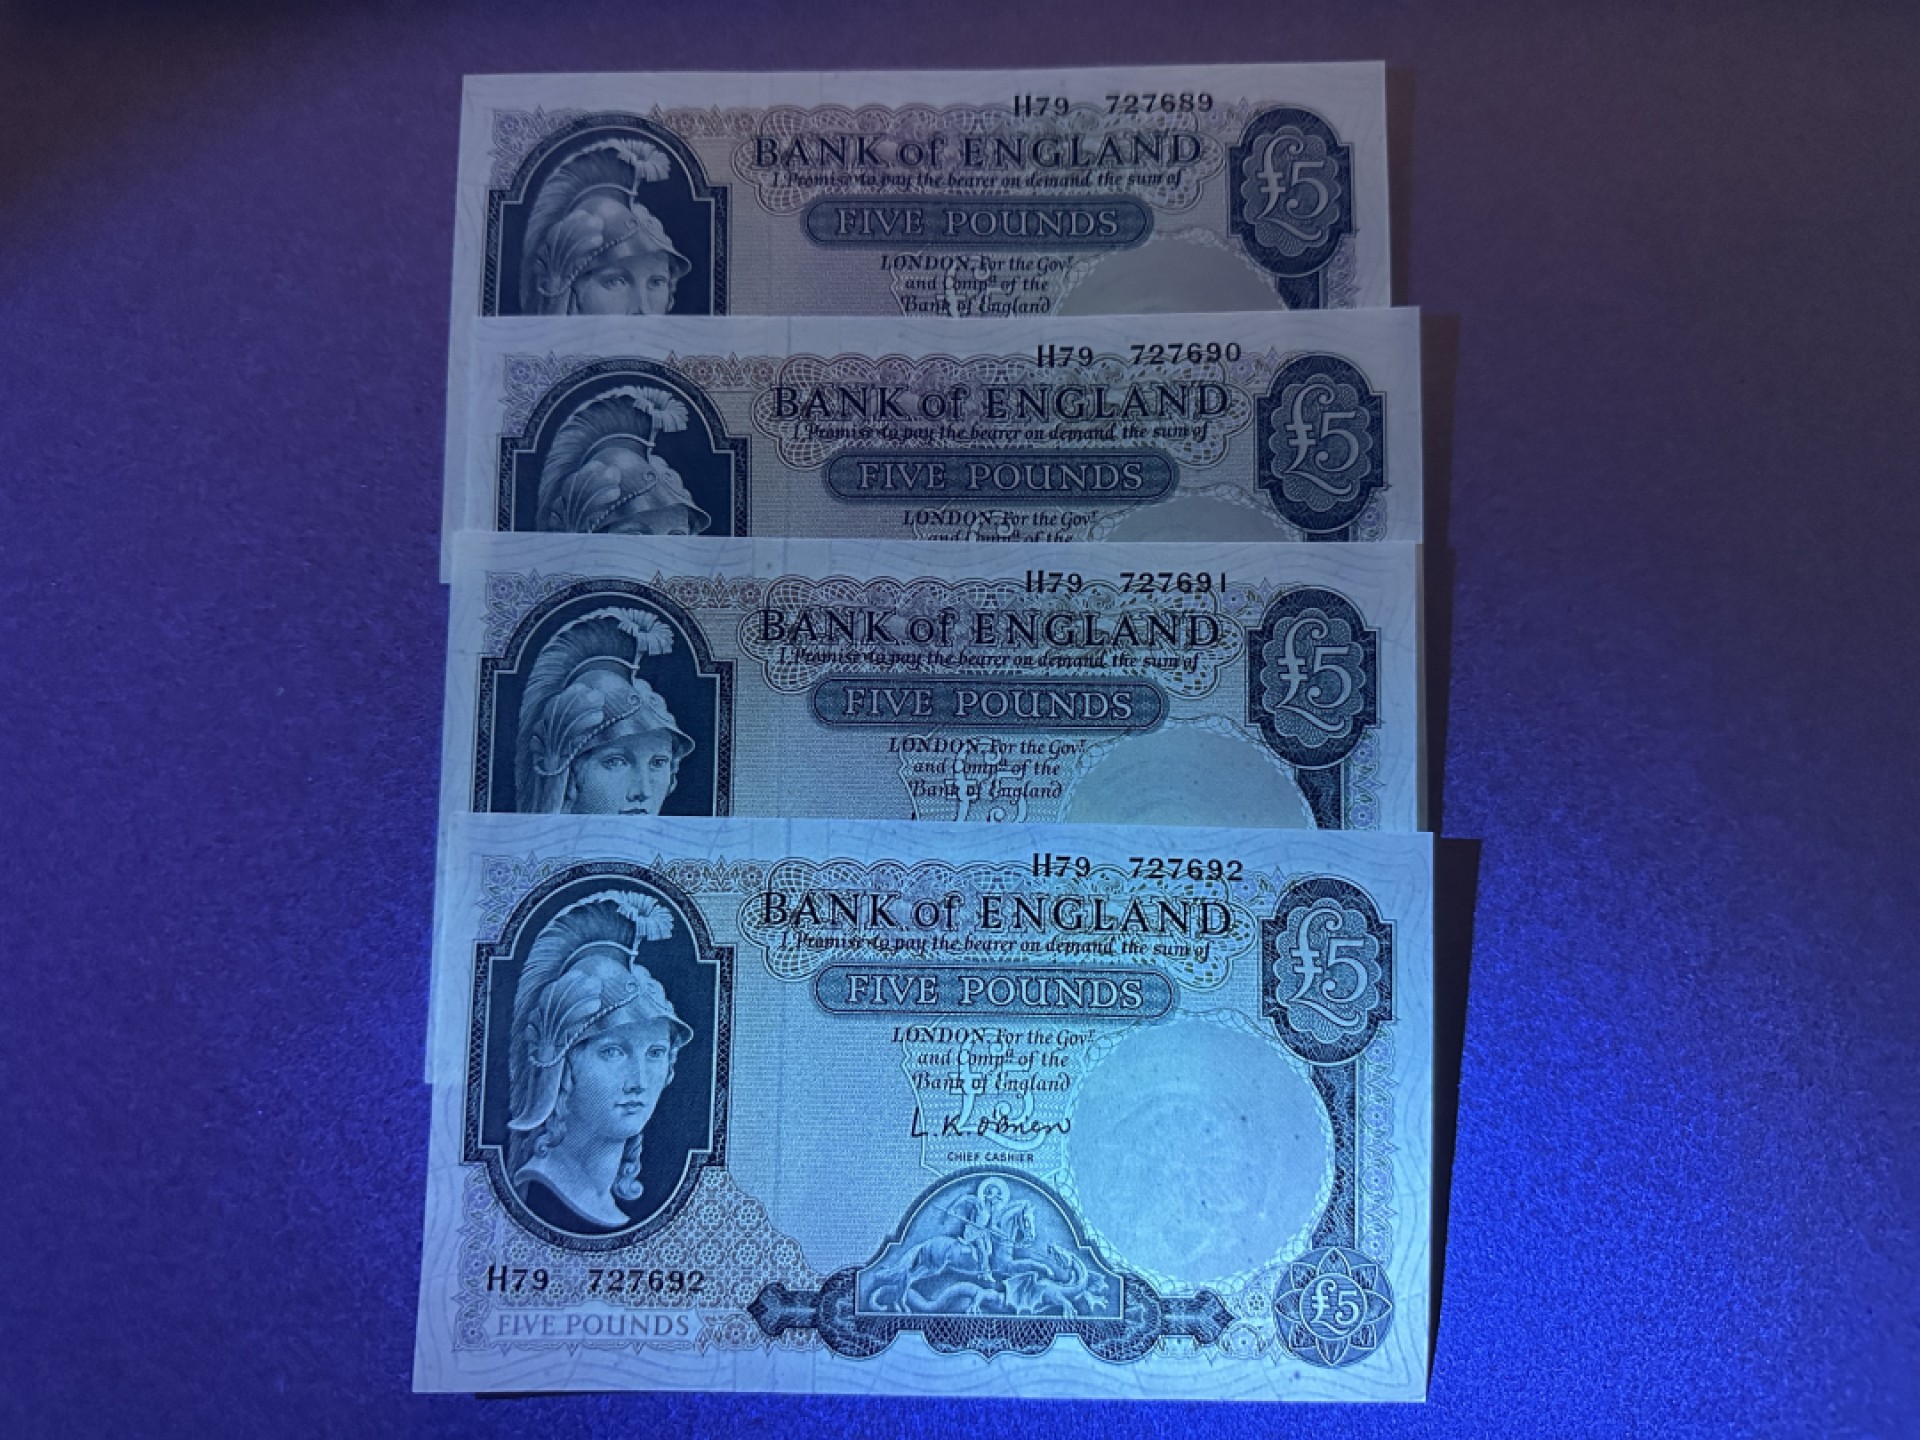 H79 727689
BANK of ENGLAND
I Promise to pay the bearer on demand the sum of
£5
FIVE POUNDS
LONDON, For the Govr
and Compa of the
Bank of England
H79 727690
BANK of ENGLAND
I Promise to pay the bearer on demand the sum of
£5
FIVE POUNDS
LONDON, For the Govr
and Compa of the
H79 727691
BANK of ENGLAND
I Promise to pay the bearer on demand the sum of
£5
FIVE POUNDS
LONDON, For the Govr
and Compa of the
Bank of England
£5
H79 727692
BANK of ENGLAND
I Promise to pay the bearer on demand the sum of
£5
FIVE POUNDS
LONDON, For the Govr
and Compa of the
Bank of England
£5
L.K. O'Brien
CHIEF CASHIER
H79 727692
FIVE POUNDS
£5